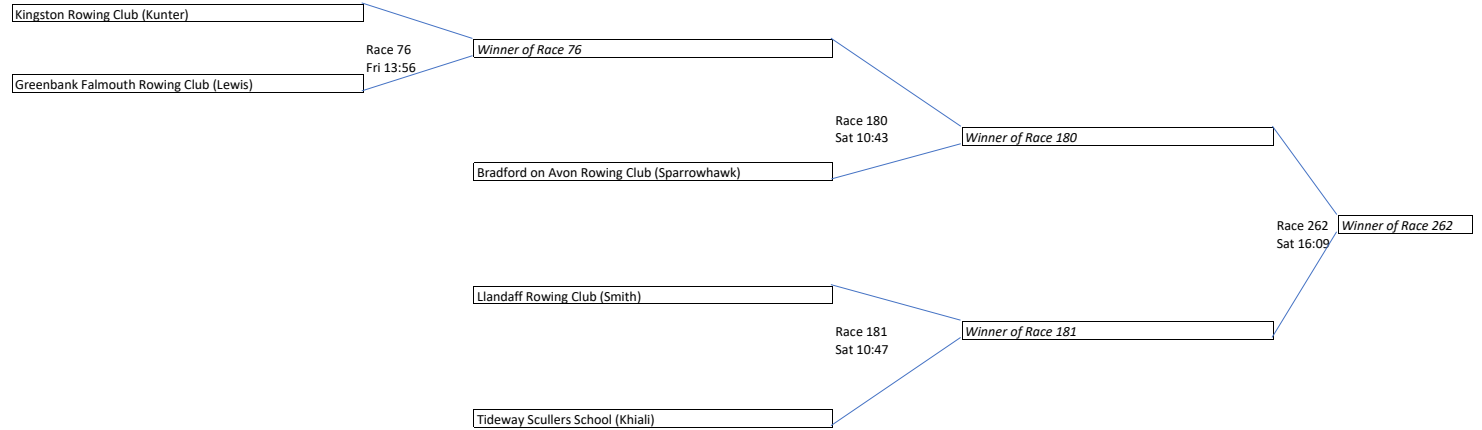 Kingston Rowing Club (Kunter)
Race 76
Fri 13:56
Winner of Race 76
Greenbank Falmouth Rowing Club (Lewis)
Race 180
Sat 10:43
Winner of Race 180
Bradford on Avon Rowing Club (Sparrowhawk)
Race 262
Sat 16:09
Winner of Race 262
Llandaff Rowing Club (Smith)
Race 181
Sat 10:47
Winner of Race 181
Tideway Scullers School (Khiali)